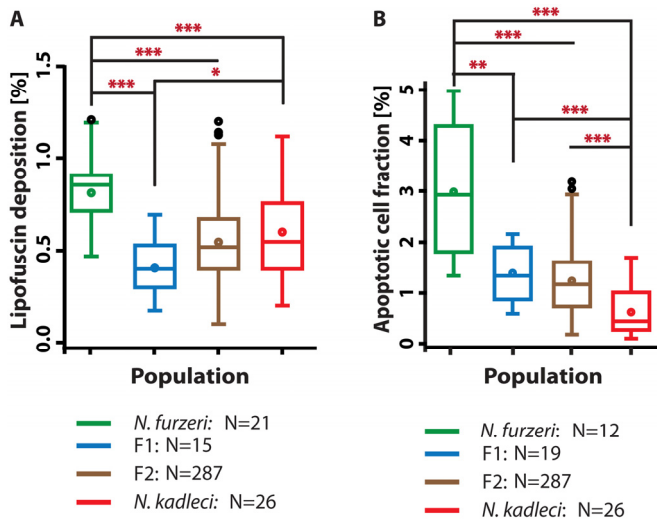 A
Lipofuscin deposition [%]
1.5
1.0
0.5
0.0
***
***
***
*
Population
N. furzeri: N=21
F1: N=15
F2: N=287
N. kadleci: N=26
B
Apoptotic cell fraction [%]
5
4
3
2
1
0
***
***
**
***
***
Population
N. furzeri: N=12
F1: N=19
F2: N=287
N. kadleci: N=26